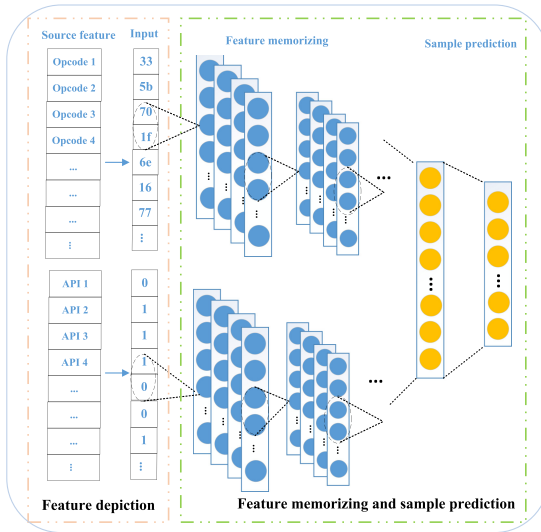 Source feature
Input
Feature memorizing
Sample prediction
Opcode 1
33
Opcode 2
5b
Opcode 3
70
Opcode 4
1f
...
6e
...
16
...
77
...
...
...
...
...
...
...
...
API 1
0
API 2
1
API 3
1
API 4
1
...
0
...
0
...
1
...
...
...
...
...
...
...
Feature depiction
Feature memorizing and sample prediction